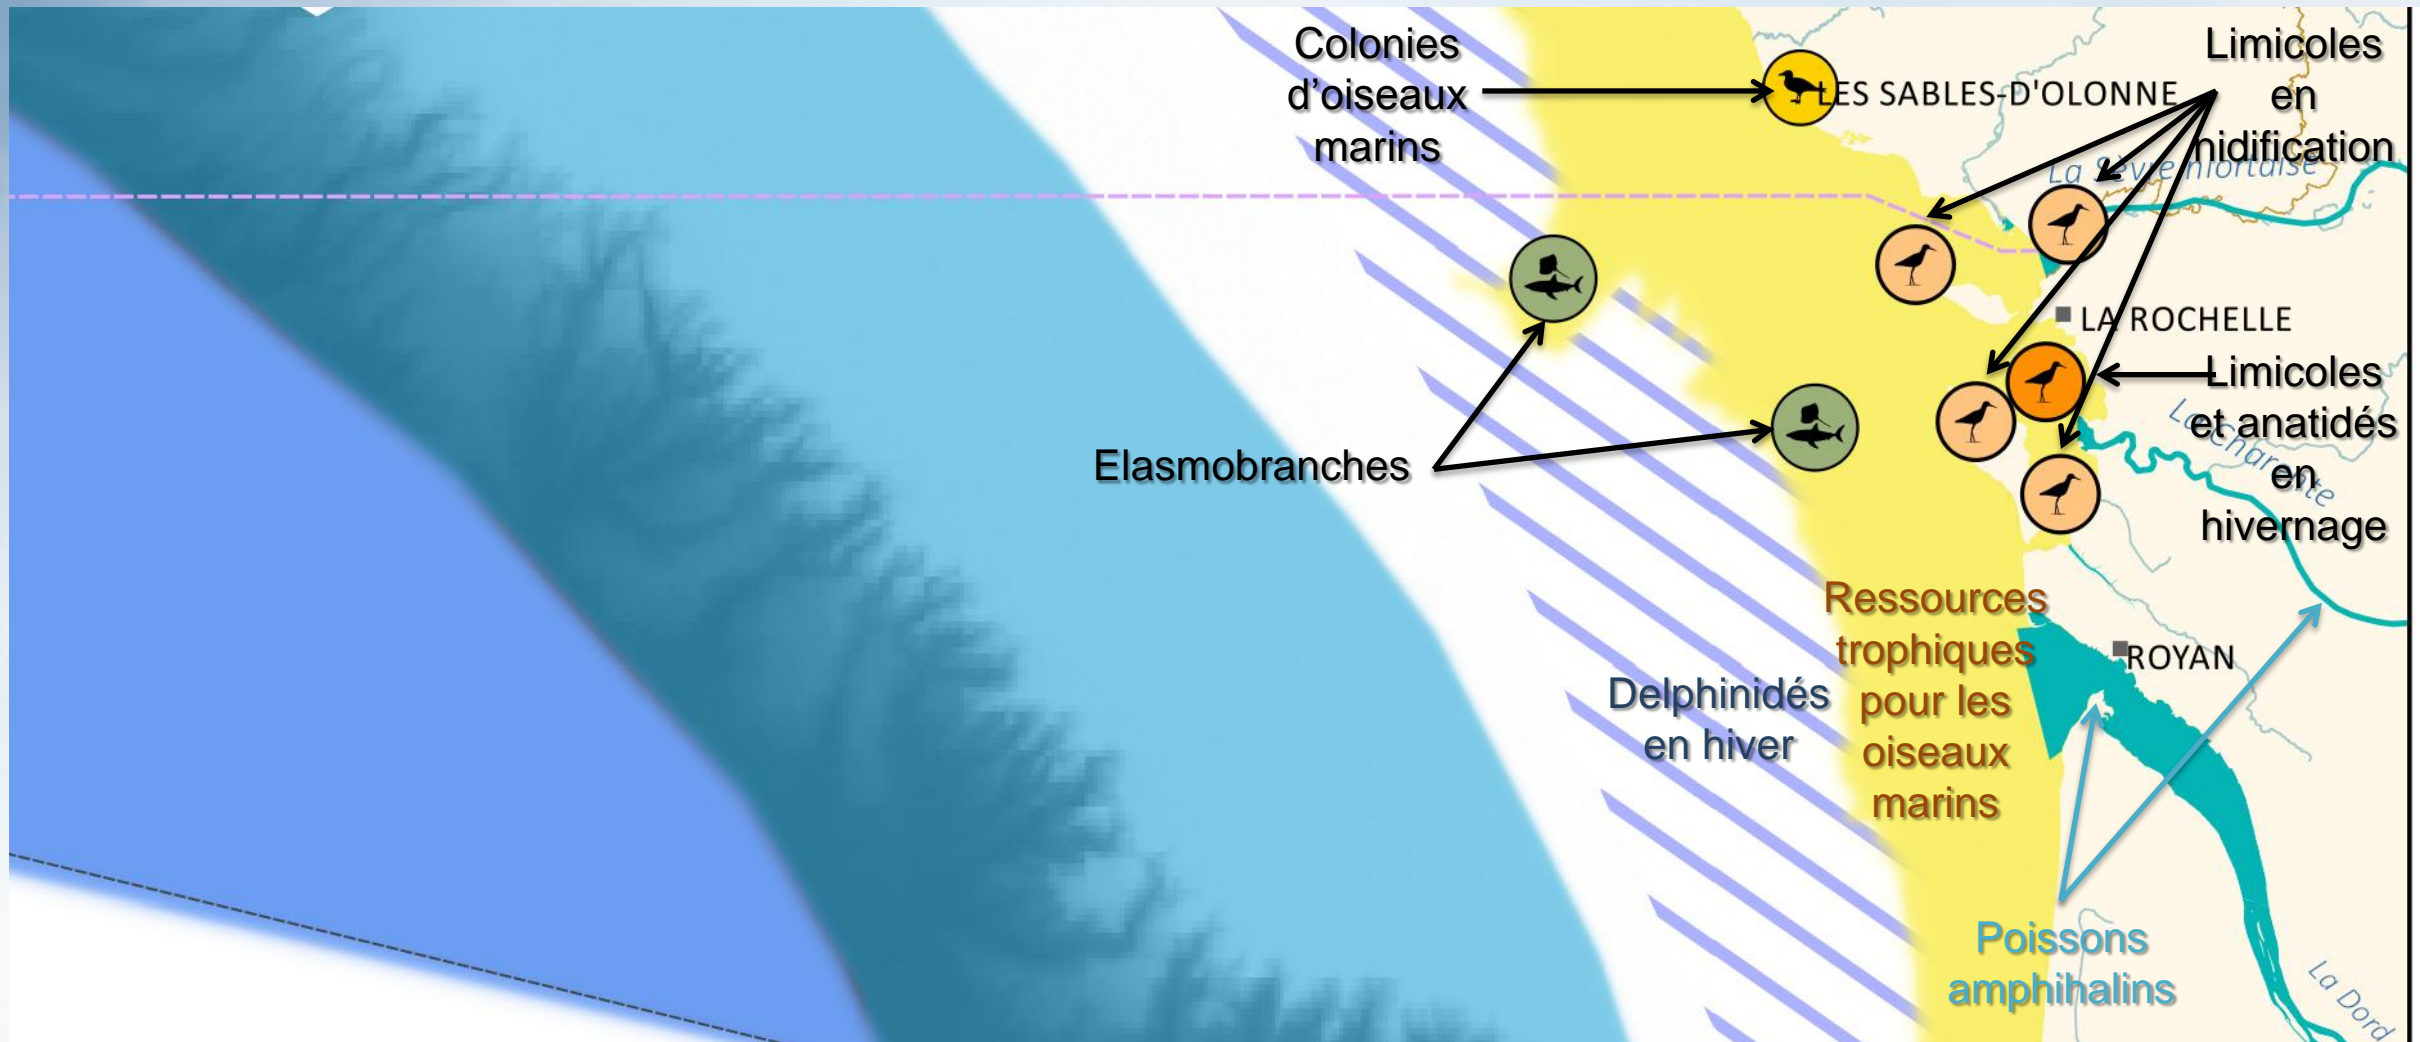 Colonies
d'oiseaux
marins
LES SABLES-D'OLONNE
Limicoles
en
nidification
La Sèvre niortaise
LA ROCHELLE
Limicoles
et anatidés
en
hivernage
La Charente
Elasmobranches
Ressources
trophiques
pour les
oiseaux
marins
ROYAN
Delphinidés
en hiver
Poissons
amphihalins
La Dord